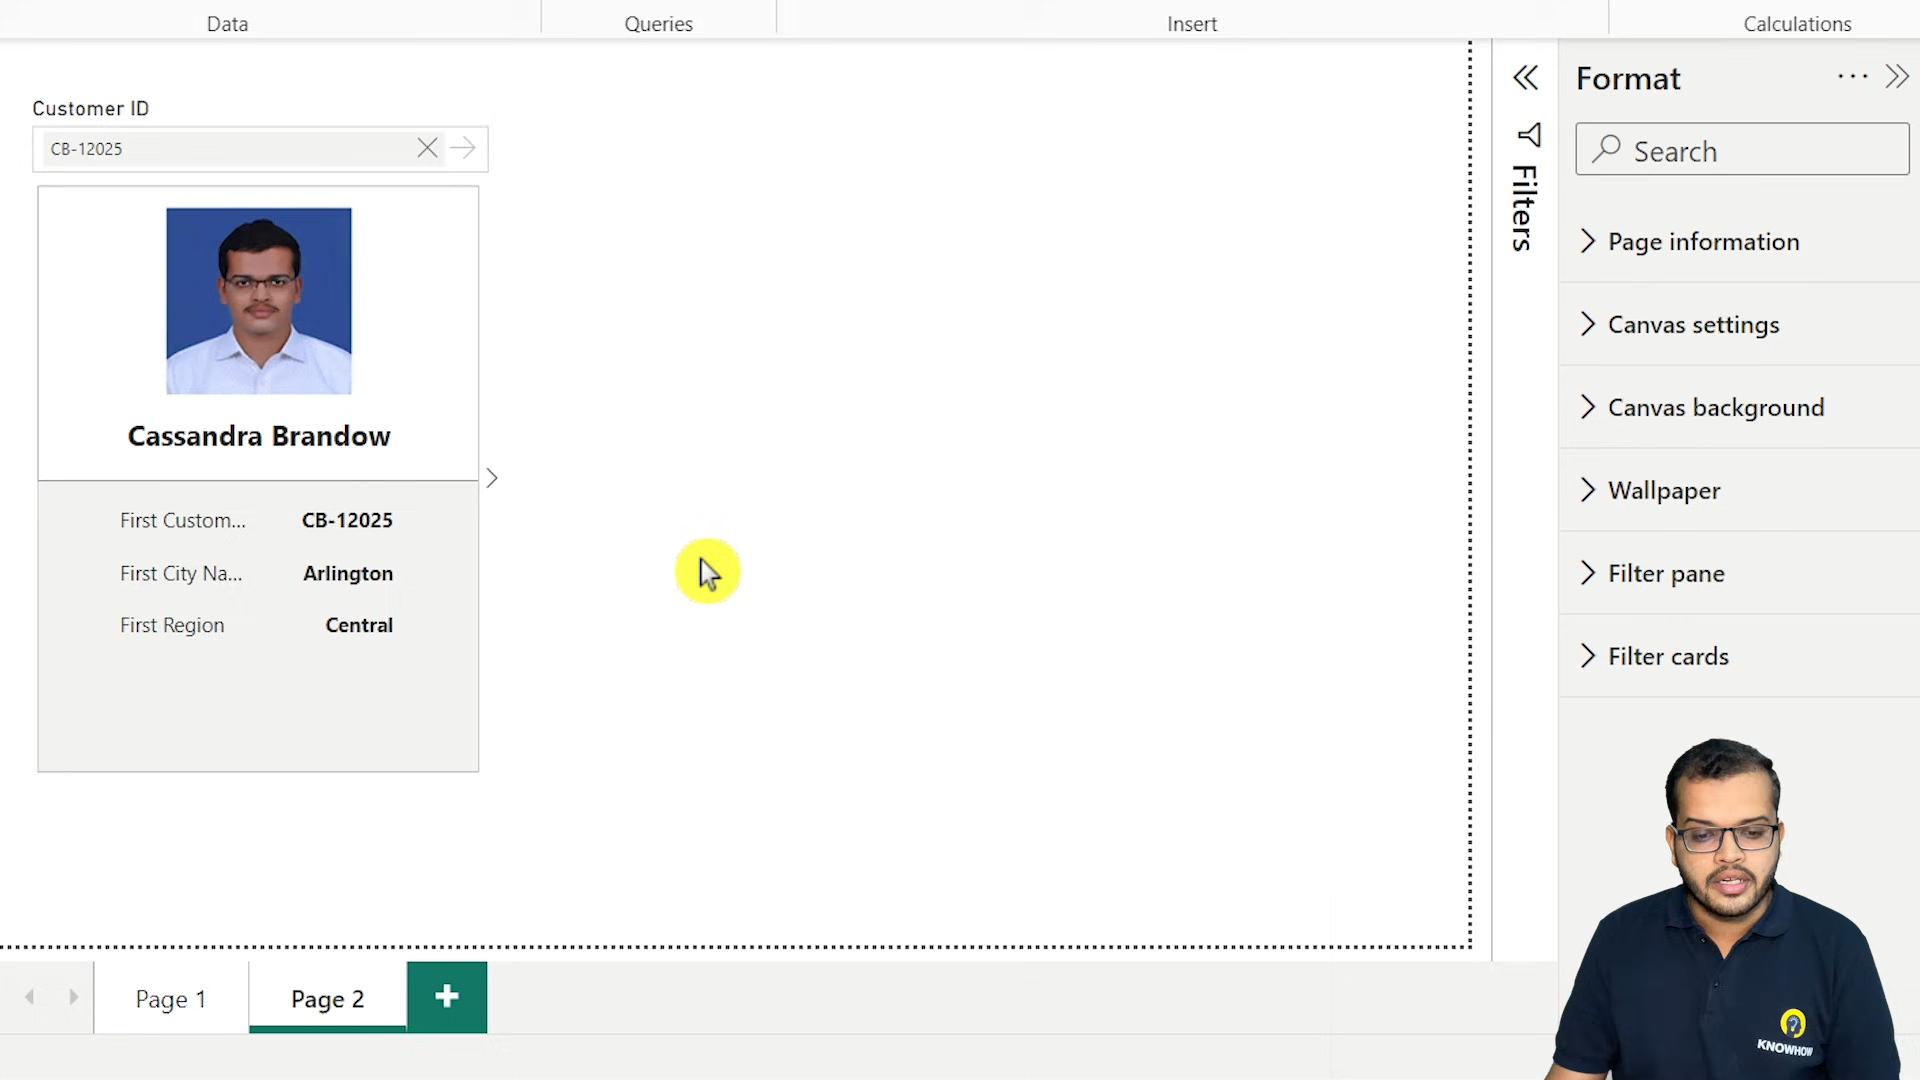 Data
Queries
Insert
Calculations
Customer ID
CB-12025
Cassandra Brandow
First Custom... CB-12025
First City Na... Arlington
First Region Central
Filters
Format
Search
Page information
Canvas settings
Canvas background
Wallpaper
Filter pane
Filter cards
Page 1
Page 2
KNOWHOW